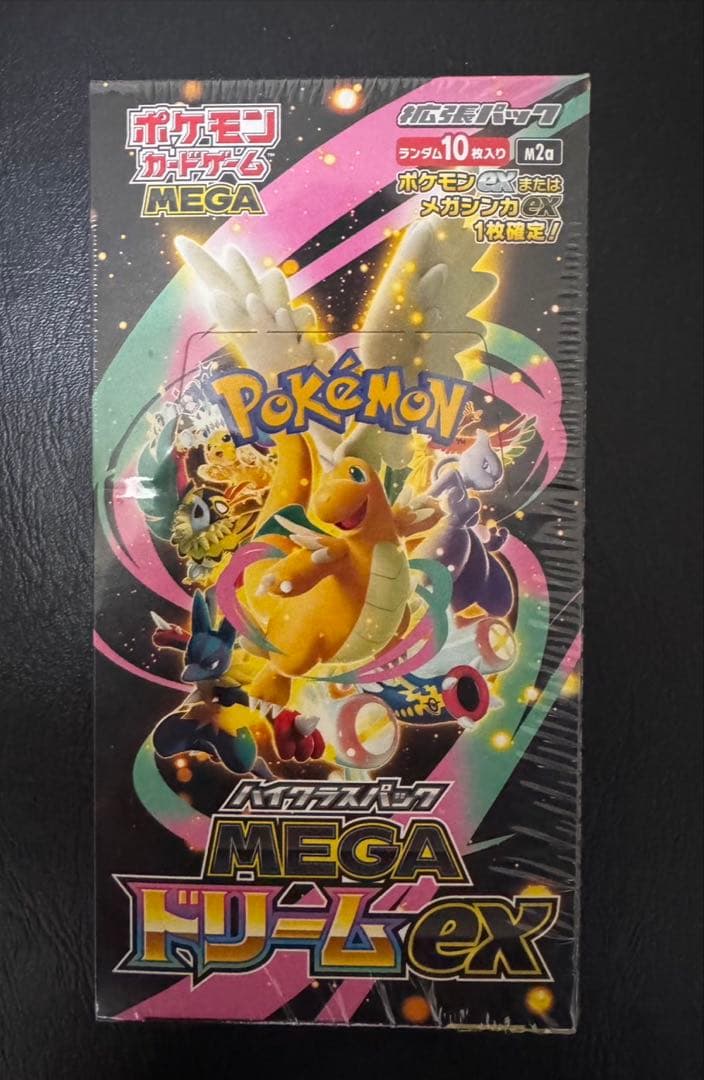 ポケモン
カードゲーム
MEGA
拡張パック
ランダム10枚入り
M2a
ポケモンexまたは
メガシンカex
1枚確定!
POKéMON
ハイクラスパック
MEGA
ドリームex